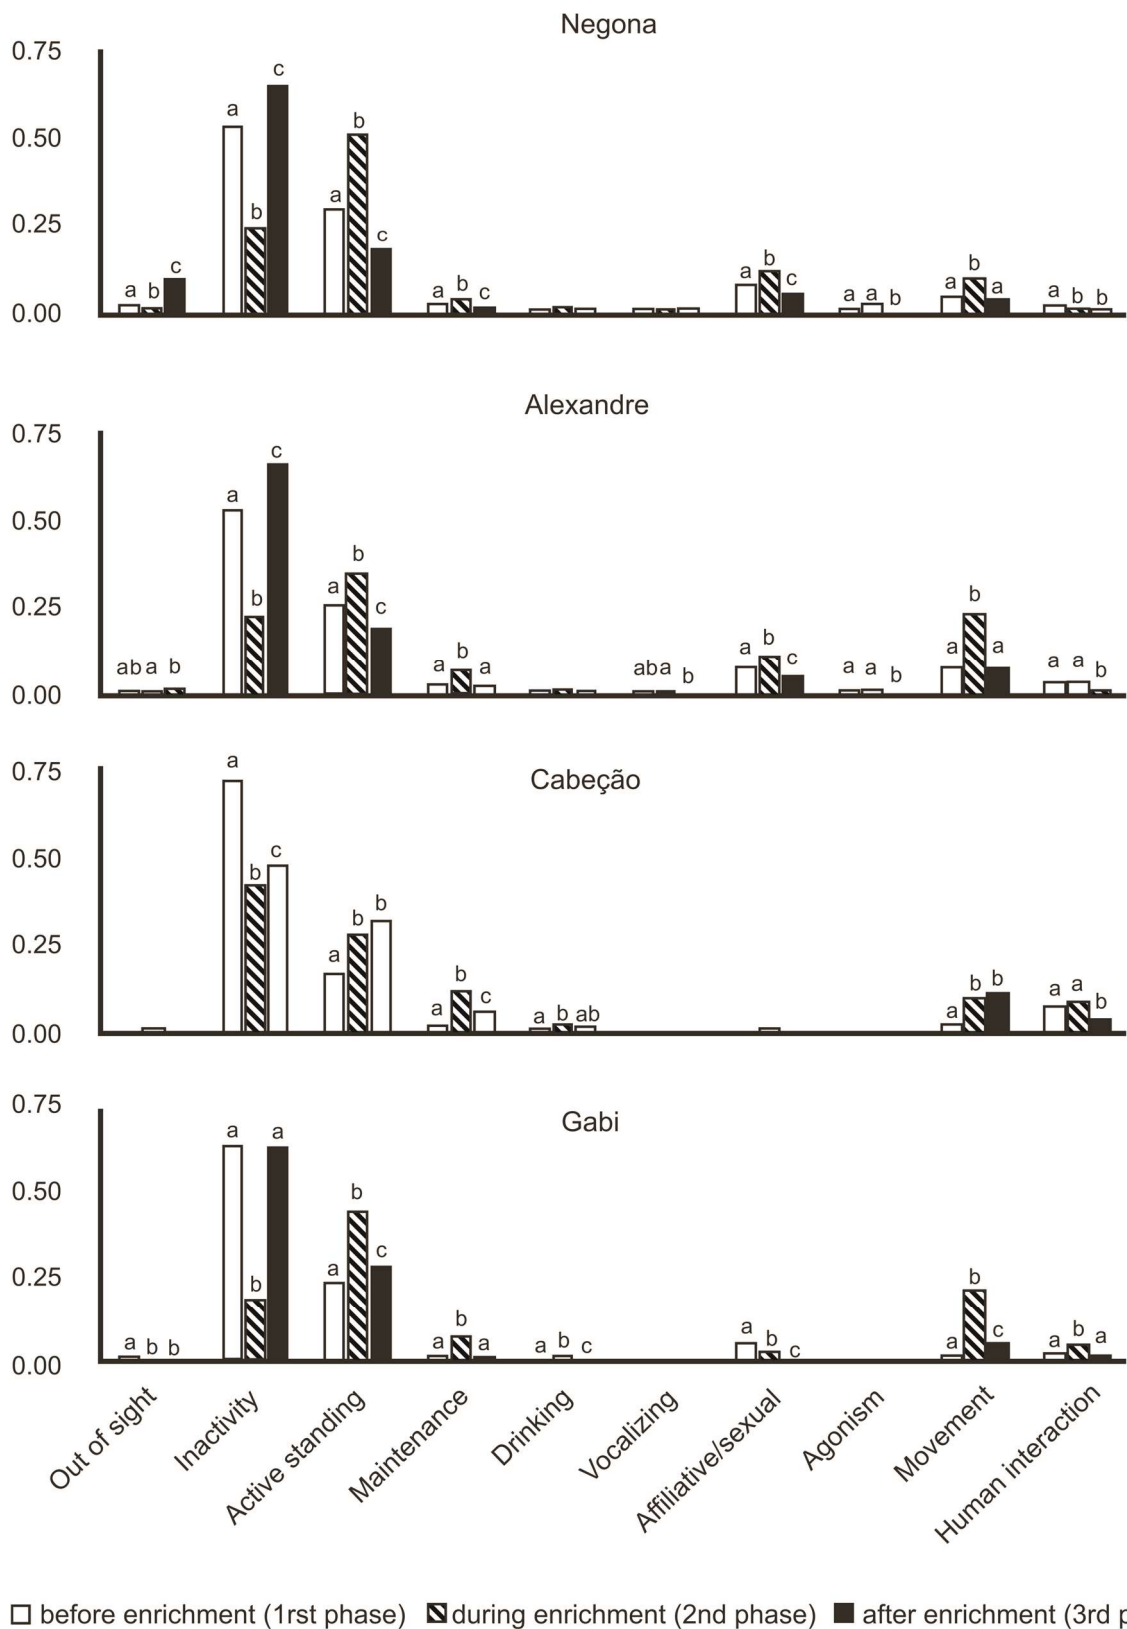 Negona
0.75
c
a
0.50
b
a
0.25
b
c
a b c
a b c
a b c
a a b
a b a
a b b
0.00
Alexandre
0.75
c
a
0.50
b
b
a
0.25
b
c
ab a b
a b a
ab a b
a b c
a a b
a a
a a b
0.00
Cabeção
0.75
a
0.50
b c
b b
a
0.25
a b c
a b ab
a b b
a a b
0.00
Gabi
0.75
a a
0.50
b
b
a c
0.25
b
a b b
a b a
a b c
a b c
a c
a b a
0.00
Out of sight
Inactivity
Active standing
Maintenance
Drinking
Vocalizing
Affiliative/sexual
Agonism
Movement
Human interaction
before enrichment (1rst phase) during enrichment (2nd phase) after enrichment (3rd p